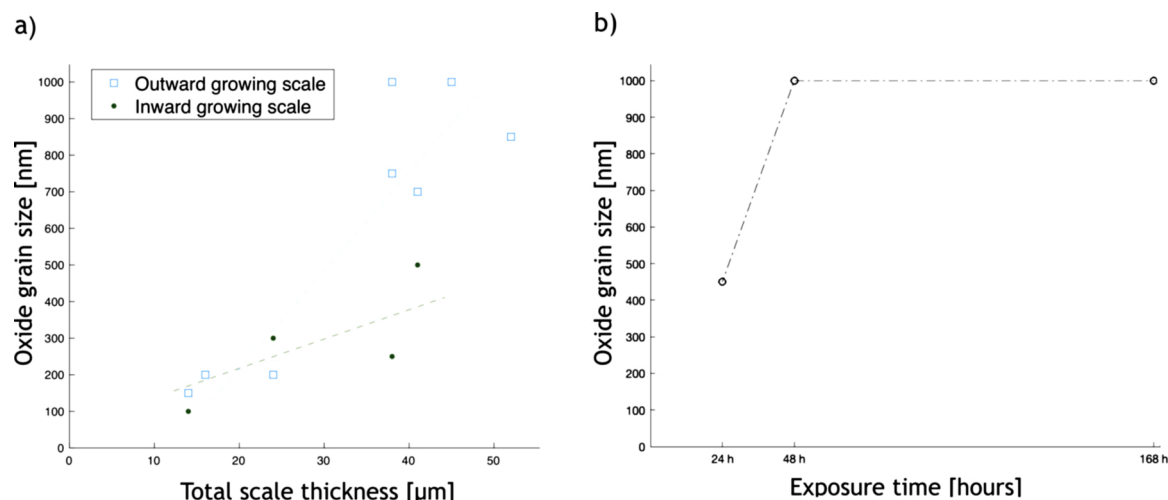 a)
Outward growing scale
Inward growing scale
1000
900
800
700
600
500
400
300
200
100
0
Oxide grain size [nm]
0 10 20 30 40 50
Total scale thickness [µm]
b)
1000
900
800
700
600
500
400
300
200
100
0
Oxide grain size [nm]
24 h 48 h 168 h
Exposure time [hours]